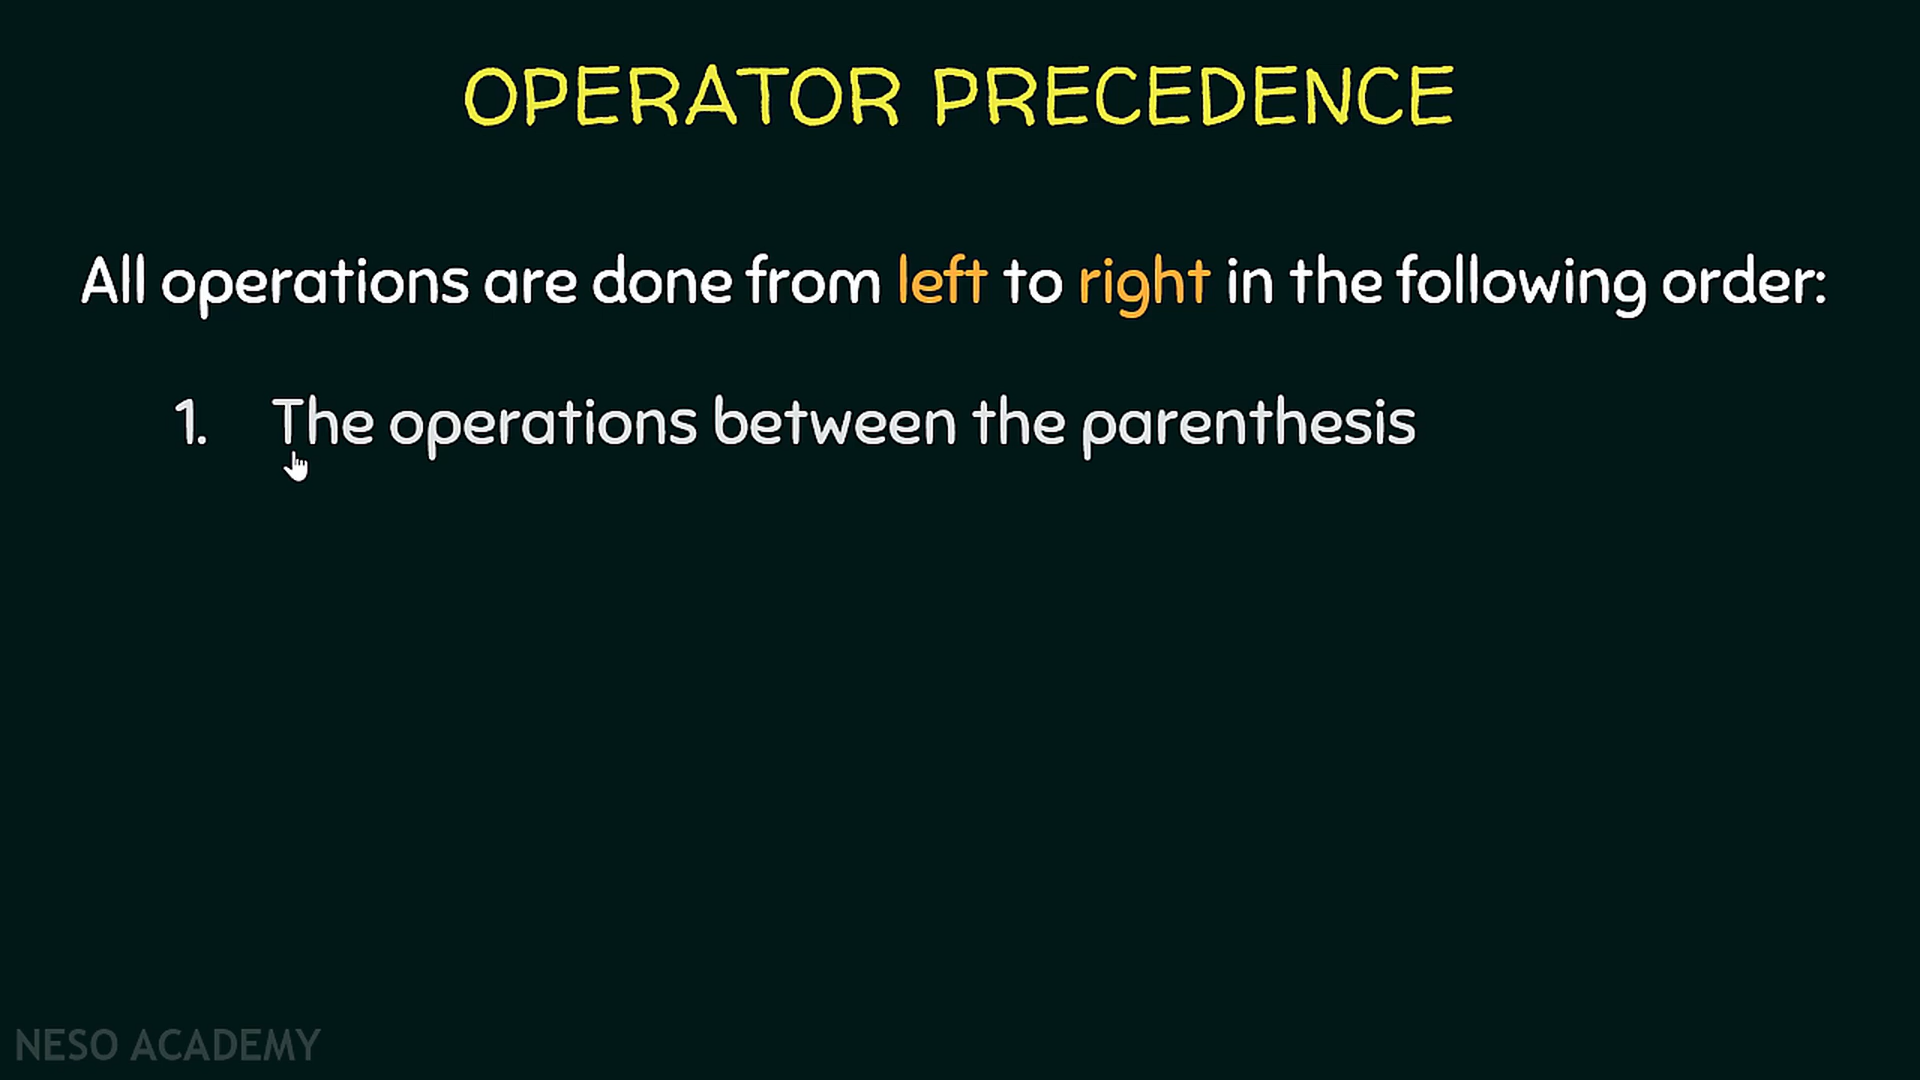 OPERATOR PRECEDENCE
All operations are done from left to right in the following order:
1. The operations between the parenthesis
NESO ACADEMY